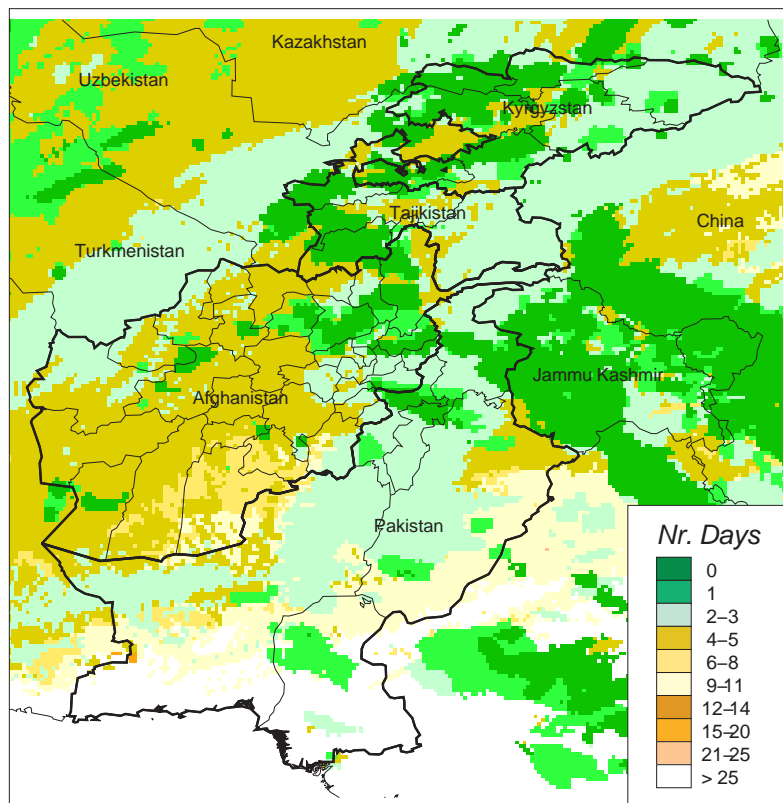 Kazakhstan
Uzbekistan
Kyrgyzstan
Tajikistan
China
Turkmenistan
Jammu Kashmir
Afghanistan
Pakistan
Nr. Days
0
1
2–3
4–5
6–8
9–11
12–14
15–20
21–25
> 25